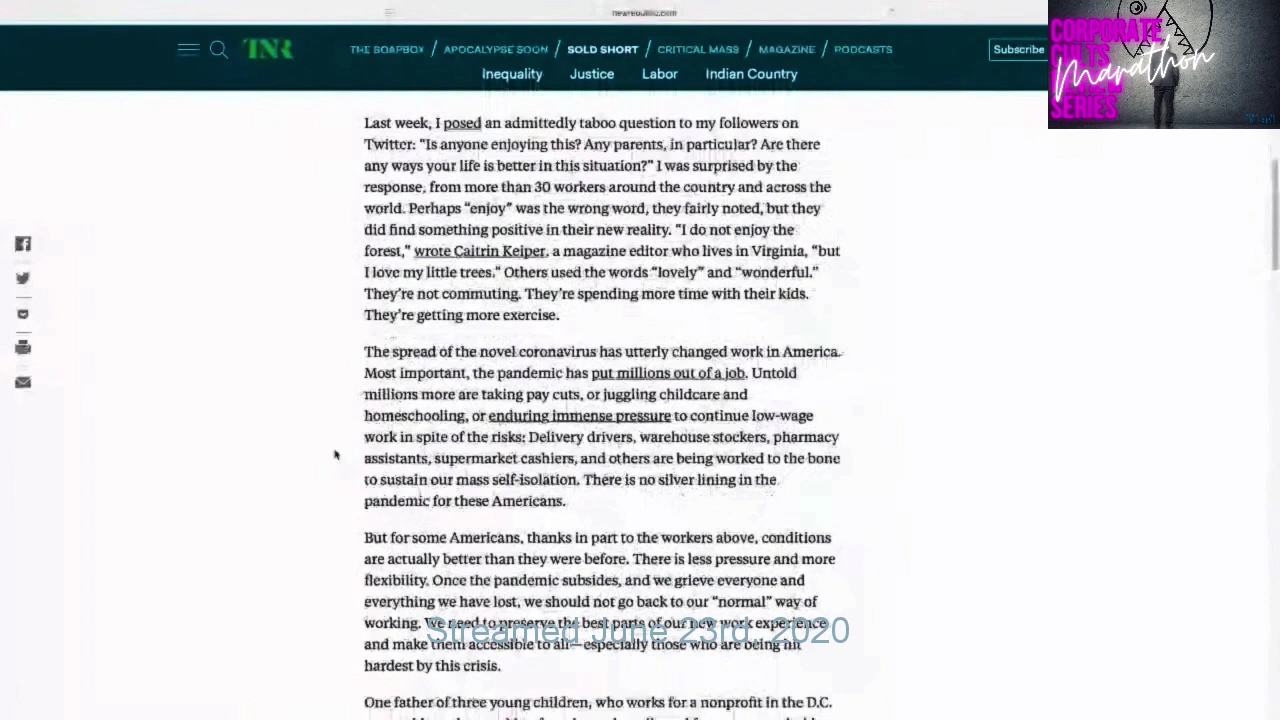 newrepublic.com
TNR
THE SOAPBOX / APOCALYPSE SOON / SOLD SHORT / CRITICAL MASS / MAGAZINE / PODCASTS
Subscribe
Inequality Justice Labor Indian Country
CORPORATE
CULTS
Marathon
SERIES
Last week, I posed an admittedly taboo question to my followers on
Twitter: “Is anyone enjoying this? Any parents, in particular? Are there
any ways your life is better in this situation?” I was surprised by the
response, from more than 30 workers around the country and across the
world. Perhaps “enjoy” was the wrong word, they fairly noted, but they
did find something positive in their new reality. “I do not enjoy the
forest,” wrote Caitrin Keiper, a magazine editor who lives in Virginia, “but
I love my little trees.” Others used the words “lovely” and “wonderful.”
They’re not commuting. They’re spending more time with their kids.
They’re getting more exercise.
The spread of the novel coronavirus has utterly changed work in America.
Most important, the pandemic has put millions out of a job. Untold
millions more are taking pay cuts, or juggling childcare and
homeschooling, or enduring immense pressure to continue low-wage
work in spite of the risks: Delivery drivers, warehouse stockers, pharmacy
assistants, supermarket cashiers, and others are being worked to the bone
to sustain our mass self-isolation. There is no silver lining in the
pandemic for these Americans.
But for some Americans, thanks in part to the workers above, conditions
are actually better than they were before. There is less pressure and more
flexibility. Once the pandemic subsides, and we grieve everyone and
everything we have lost, we should not go back to our “normal” way of
working. We need to preserve the best parts of our new work experience
Streamed June 23rd, 2020
and make them accessible to all—especially those who are being hit
hardest by this crisis.
One father of three young children, who works for a nonprofit in the D.C.